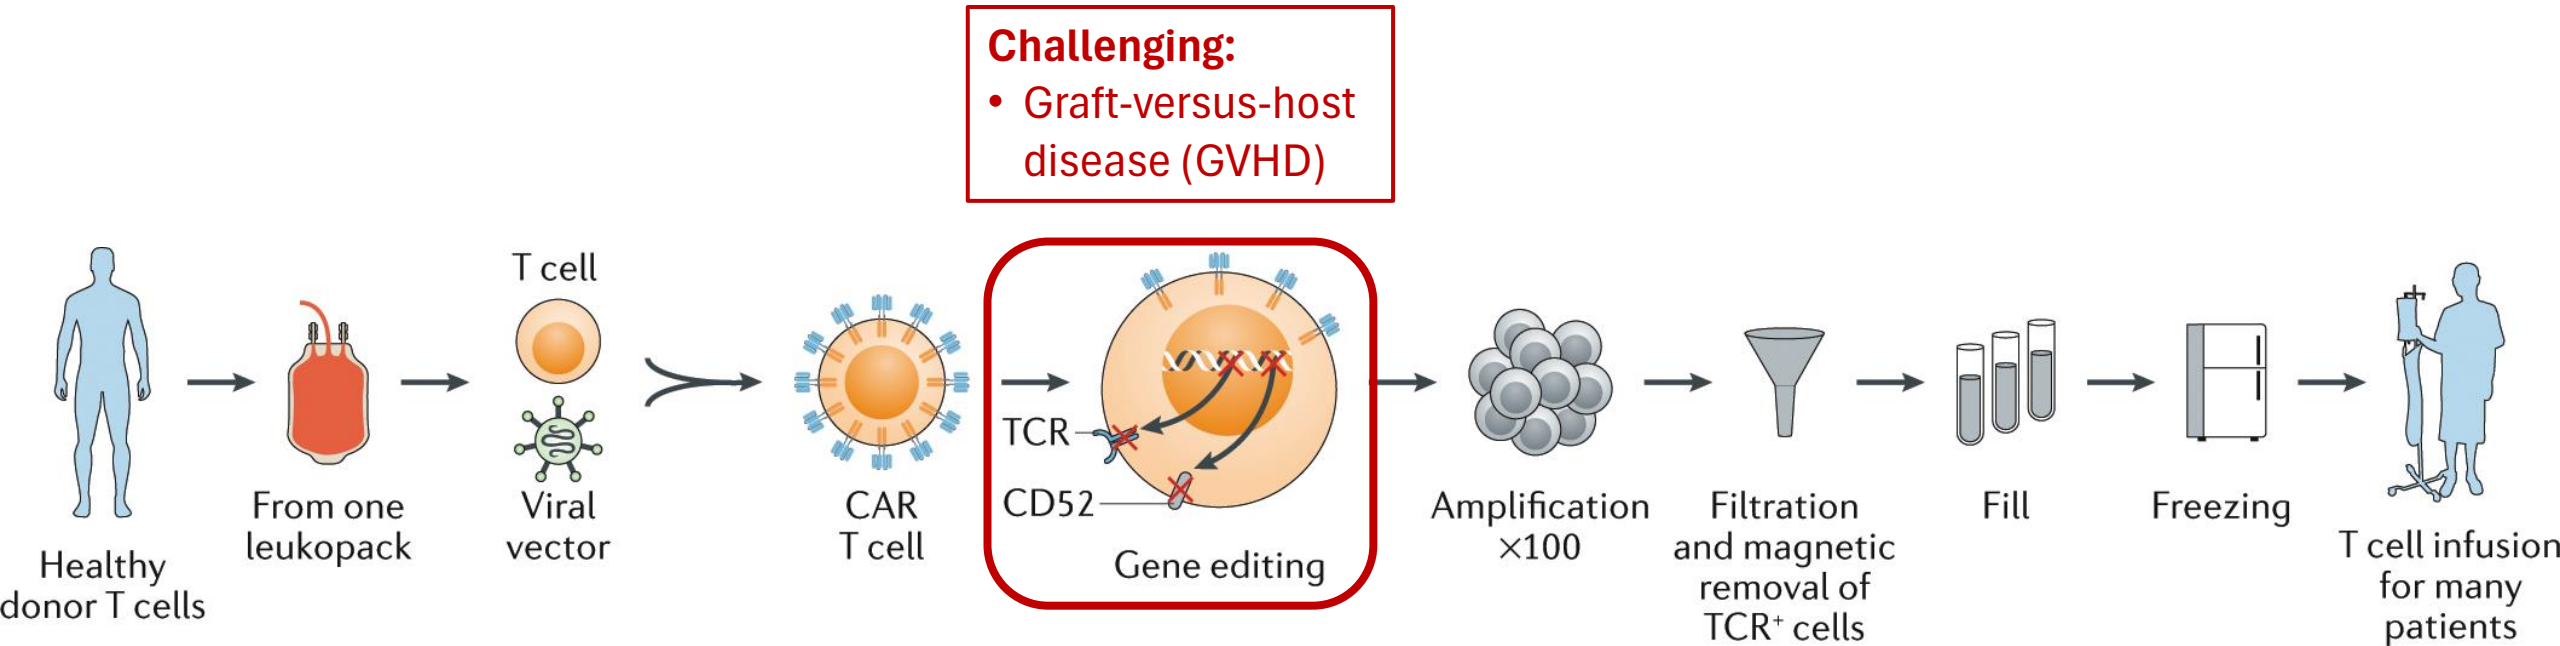 Challenging:
• Graft-versus-host
disease (GVHD)
Healthy
donor T cells
From one
leukopack
T cell
Viral
vector
CAR
T cell
TCR
CD52
Gene editing
Amplification
×100
Filtration
and magnetic
removal of
TCR⁺ cells
Fill
Freezing
T cell infusion
for many
patients